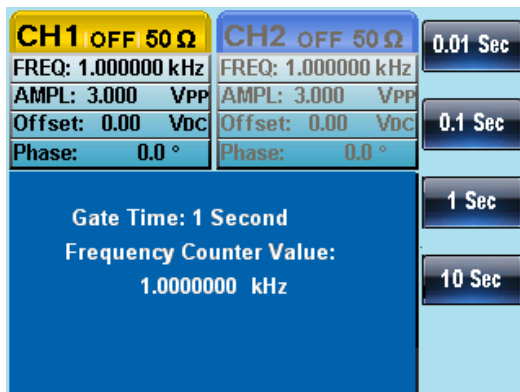 CH1 OFF 50 Ω
FREQ: 1.000000 kHz
AMPL: 3.000 VPP
Offset: 0.00 VDC
Phase: 0.0 °
CH2 OFF 50 Ω
FREQ: 1.000000 kHz
AMPL: 3.000 VPP
Offset: 0.00 VDC
Phase: 0.0 °
Gate Time: 1 Second
Frequency Counter Value:
1.0000000 kHz
0.01 Sec
0.1 Sec
1 Sec
10 Sec